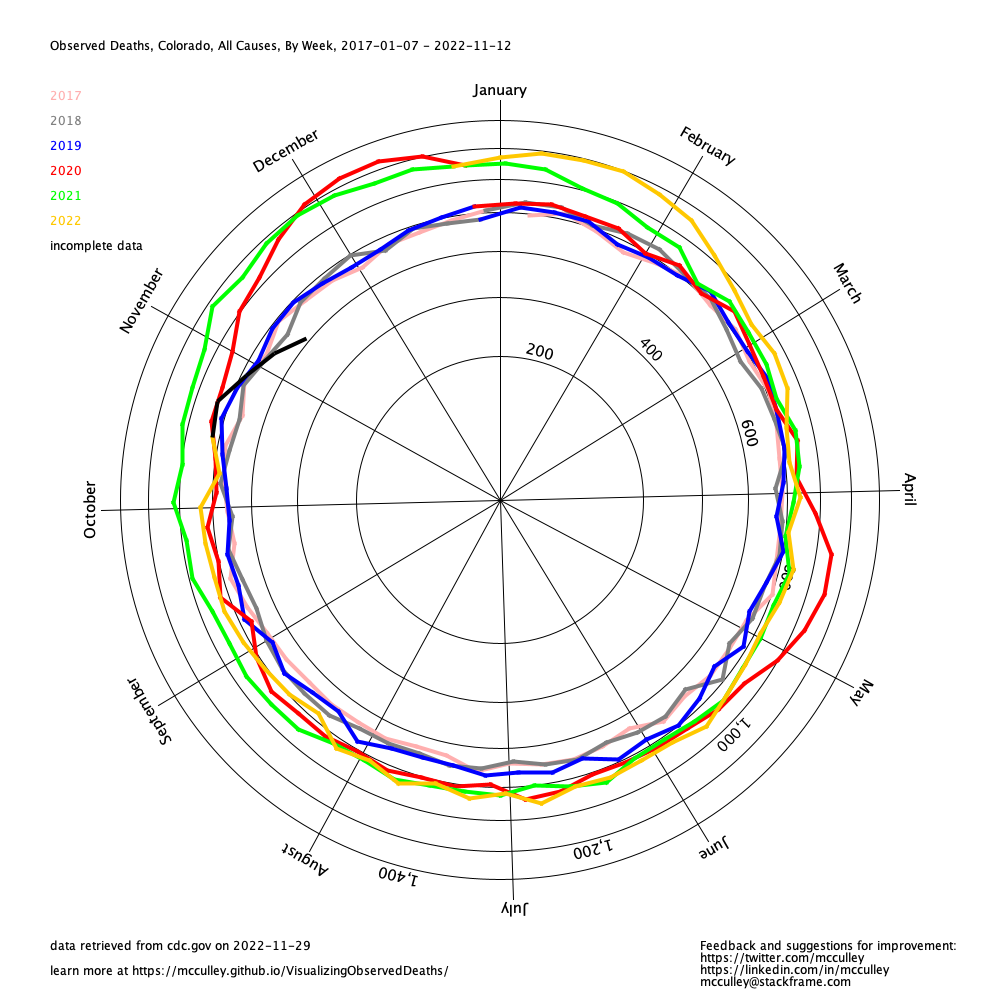 Observed Deaths, Colorado, All Causes, By Week, 2017-01-07 - 2022-11-12
2017
2018
2019
2020
2021
2022
incomplete data
January
February
March
April
May
June
July
August
September
October
November
December
200
400
600
800
1,000
1,200
1,400
data retrieved from cdc.gov on 2022-11-29
learn more at https://mcculley.github.io/VisualizingObservedDeaths/
Feedback and suggestions for improvement:
https://twitter.com/mcculley
https://linkedin.com/in/mcculley
mcculley@stackframe.com